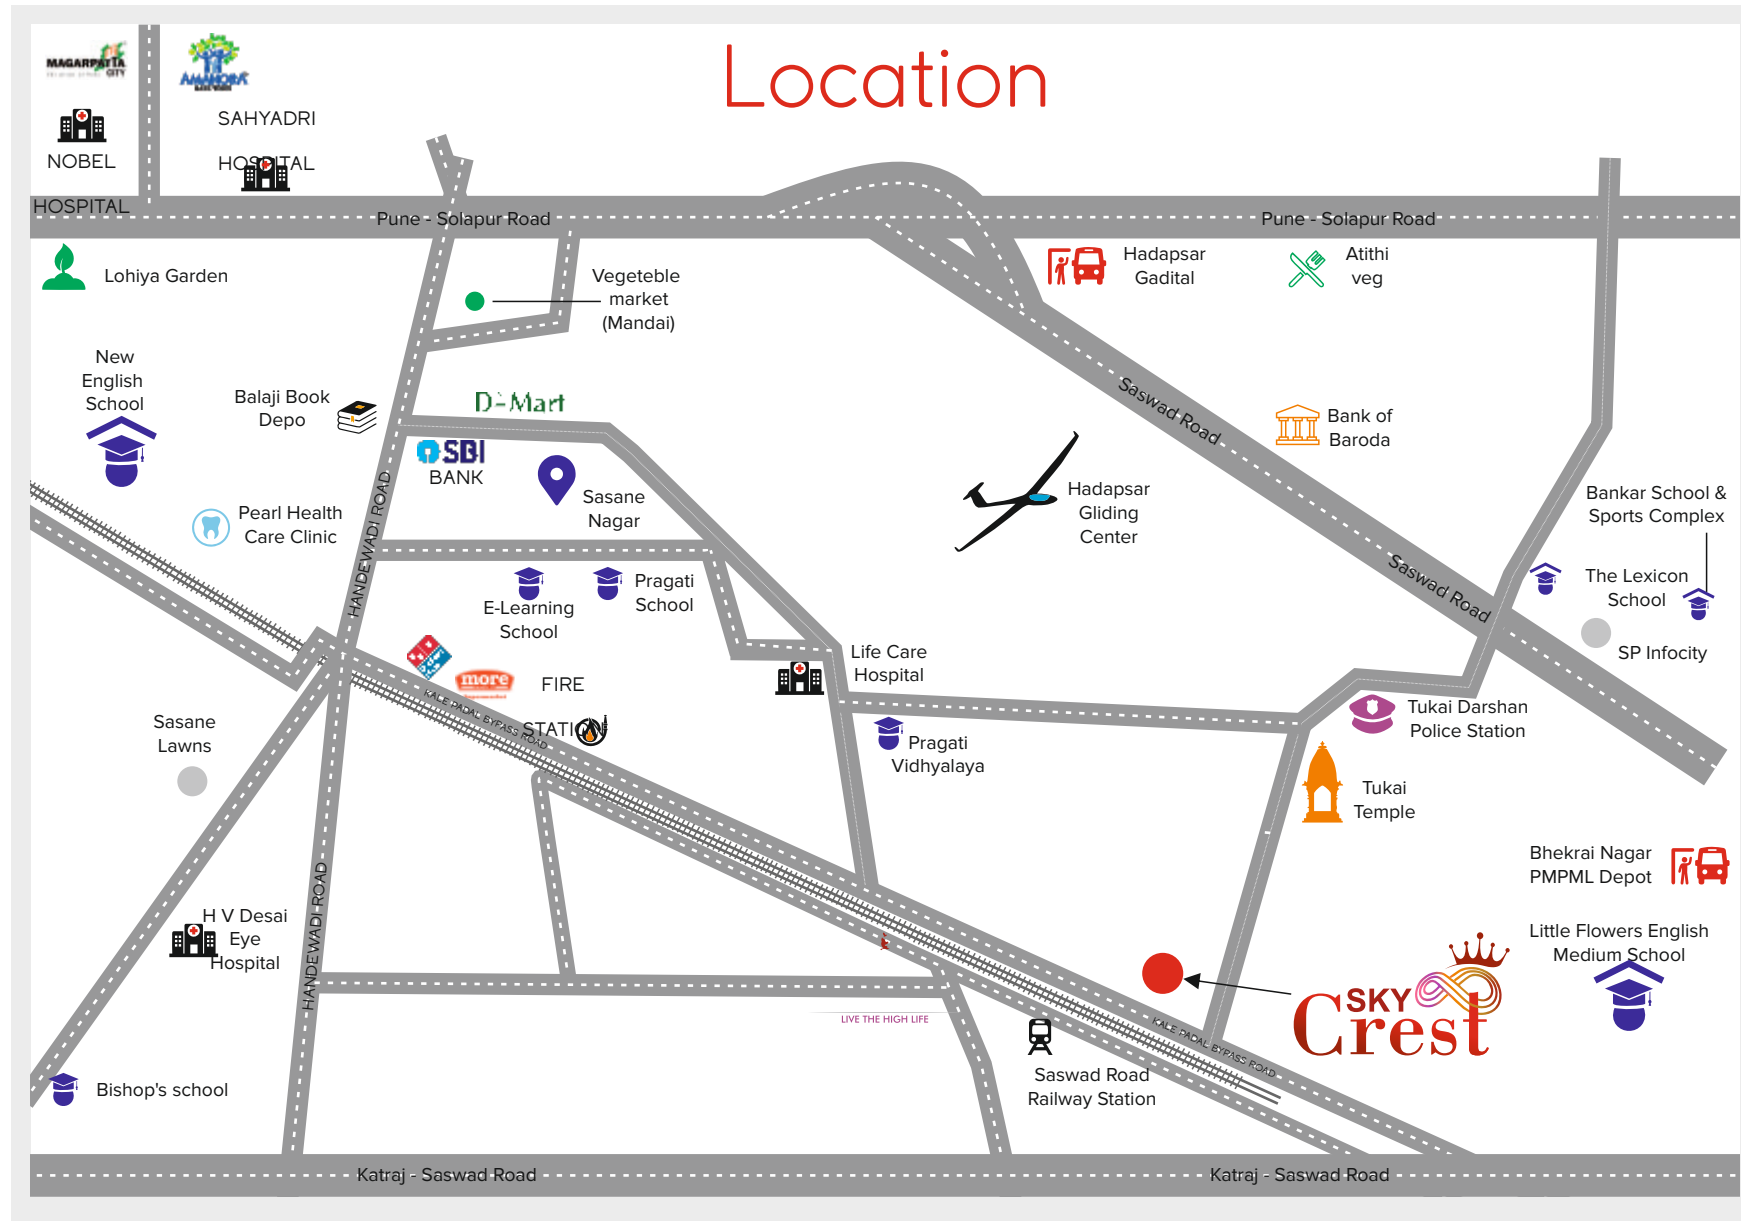 Location
MAGARPATTA
CITY
AMANORA
SAHYADRI
HOSPITAL
NOBEL
HOSPITAL
Pune - Solapur Road
Pune - Solapur Road
Lohiya Garden
Vegeteble
market
(Mandai)
Hadapsar
Gadital
Atithi
veg
New
English
School
Balaji Book
Depo
D-Mart
SBI
BANK
Sasane
Nagar
Saswad Road
Bank of
Baroda
Hadapsar
Gliding
Center
Bankar School &
Sports Complex
Pearl Health
Care Clinic
HANDEWADI ROAD
E-Learning
School
Pragati
School
Saswad Road
The Lexicon
School
SP Infocity
Life Care
Hospital
more
FIRE
STATION
KALE PADAL BYPASS ROAD
Sasane
Lawns
Pragati
Vidhyalaya
Tukai Darshan
Police Station
Tukai
Temple
Bhekrai Nagar
PMPML Depot
H V Desai
Eye
Hospital
HANDEWADI ROAD
Little Flowers English
Medium School
SKY
Crest
LIVE THE HIGH LIFE
KALE PADAL BYPASS ROAD
Saswad Road
Railway Station
Bishop's school
Katraj - Saswad Road
Katraj - Saswad Road